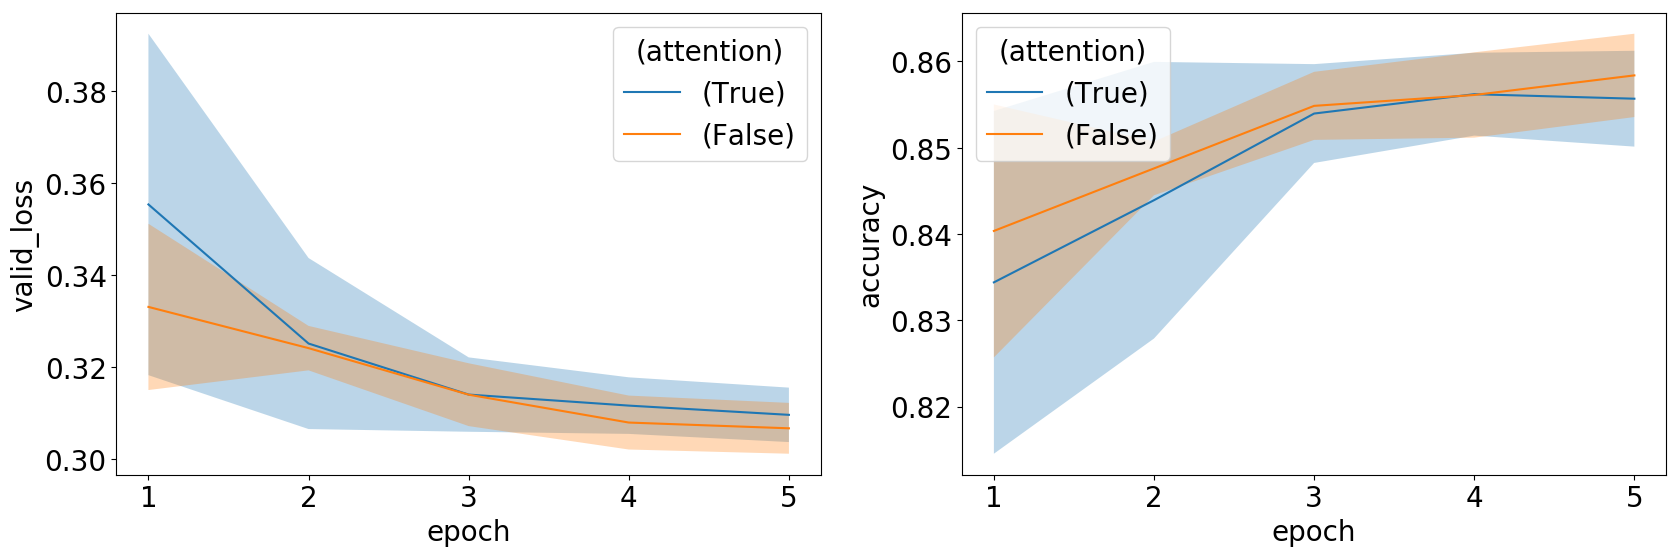 valid_loss
0.38
0.36
0.34
0.32
0.30
(attention)
(True)
(False)
1 2 3 4 5
epoch
accuracy
0.86
0.85
0.84
0.83
0.82
(attention)
(True)
(False)
1 2 3 4 5
epoch